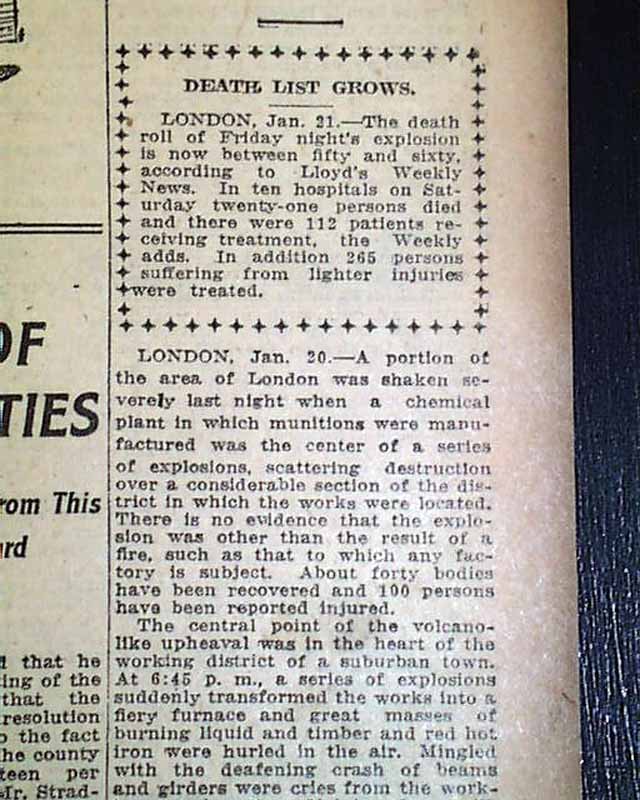 DEATH LIST GROWS.
LONDON, Jan. 21.—The death
roll of Friday night's explosion
is now between fifty and sixty,
according to Lloyd's Weekly
News. In ten hospitals on Sat-
urday twenty-one persons died
and there were 112 patients re-
ceiving treatment, the Weekly
adds. In addition 265 persons
suffering from lighter injuries
were treated.
LONDON, Jan. 20.—A portion of
the area of London was shaken se-
verely last night when a chemical
plant in which munitions were manu-
factured was the center of a series
of explosions, scattering destruction
over a considerable section of the dis-
trict in which the works were located.
There is no evidence that the explo-
sion was other than the result of a
fire, such as that to which any fac-
tory is subject. About forty bodies
have been recovered and 100 persons
have been reported injured.
The central point of the volcano-
like upheaval was in the heart of the
working district of a suburban town.
At 6:45 p. m., a series of explosions
suddenly transformed the works into a
fiery furnace and great masses of
burning liquid and timber and red hot
iron were hurled in the air. Mingled
with the deafening crash of beams
and girders were cries from the work-
OF
TIES
rom This
rd
that he
ing of the
that the
resolution
o the fact
he county
teen per
Mr. Strad-